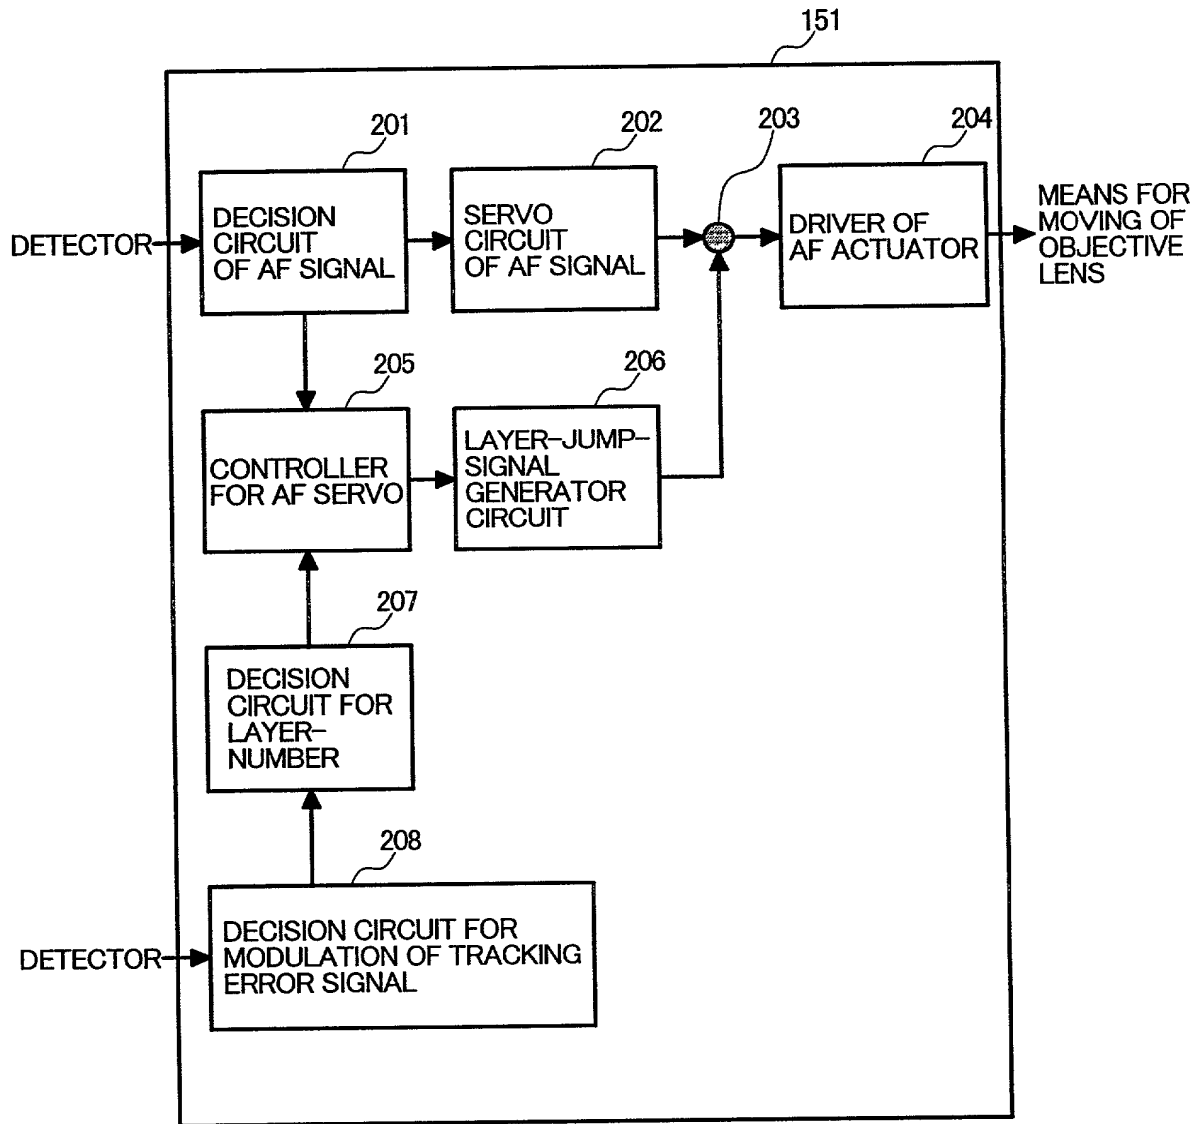 151
201
202
203
204
DETECTOR
DECISION
CIRCUIT
OF AF SIGNAL
SERVO
CIRCUIT
OF AF SIGNAL
DRIVER OF
AF ACTUATOR
MEANS FOR
MOVING OF
OBJECTIVE
LENS
205
206
CONTROLLER
FOR AF SERVO
LAYER-JUMP-
SIGNAL
GENERATOR
CIRCUIT
207
DECISION
CIRCUIT FOR
LAYER-
NUMBER
208
DETECTOR
DECISION CIRCUIT FOR
MODULATION OF TRACKING
ERROR SIGNAL